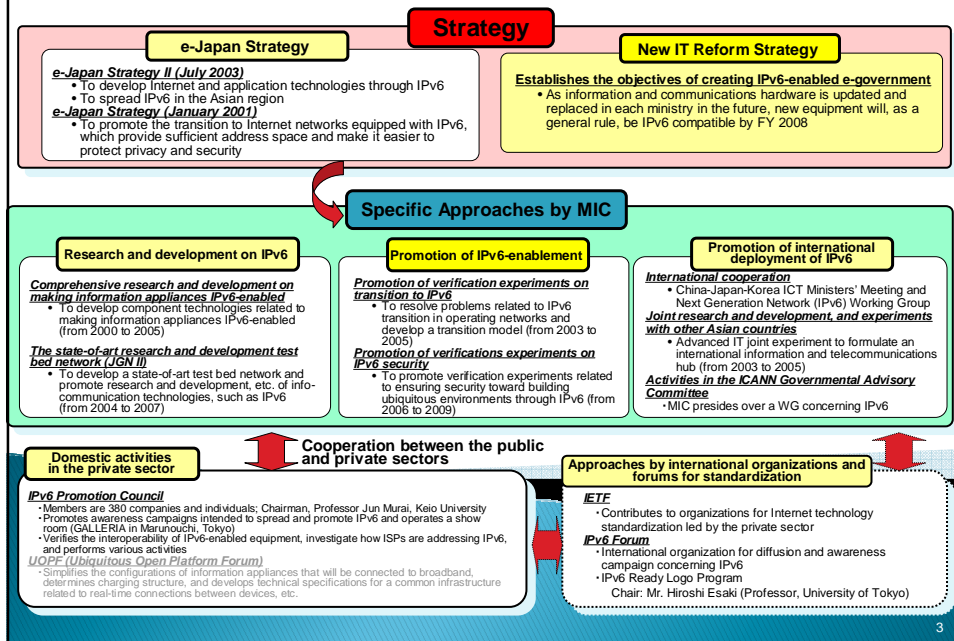 Strategy
e-Japan Strategy
e-Japan Strategy II (July 2003)
• To develop Internet and application technologies through IPv6
• To spread IPv6 in the Asian region
e-Japan Strategy (January 2001)
• To promote the transition to Internet networks equipped with IPv6,
which provide sufficient address space and make it easier to
protect privacy and security
New IT Reform Strategy
Establishes the objectives of creating IPv6-enabled e-government
• As information and communications hardware is updated and
replaced in each ministry in the future, new equipment will, as a
general rule, be IPv6 compatible by FY 2008
Specific Approaches by MIC
Research and development on IPv6
Comprehensive research and development on
making information appliances IPv6-enabled
• To develop component technologies related to
making information appliances IPv6-enabled
(from 2000 to 2005)
The state-of-art research and development test
bed network (JGN II)
• To develop a state-of-art test bed network and
promote research and development, etc. of info-
communication technologies, such as IPv6
(from 2004 to 2007)
Promotion of IPv6-enablement
Promotion of verification experiments on
transition to IPv6
• To resolve problems related to IPv6
transition in operating networks and
develop a transition model (from 2003 to
2005)
Promotion of verifications experiments on
IPv6 security
• To promote verification experiments related
to ensuring security toward building
ubiquitous environments through IPv6 (from
2006 to 2009)
Promotion of international
deployment of IPv6
International cooperation
• China-Japan-Korea ICT Ministers' Meeting and
Next Generation Network (IPv6) Working Group
Joint research and development, and experiments
with other Asian countries
• Advanced IT joint experiment to formulate an
international information and telecommunications
hub (from 2003 to 2005)
Activities in the ICANN Governmental Advisory
Committee
・MIC presides over a WG concerning IPv6
Cooperation between the public
and private sectors
Domestic activities
in the private sector
IPv6 Promotion Council
・Members are 380 companies and individuals; Chairman, Professor Jun Murai, Keio University
・Promotes awareness campaigns intended to spread and promote IPv6 and operates a show
room (GALLERIA in Marunouchi, Tokyo)
・Verifies the interoperability of IPv6-enabled equipment, investigate how ISPs are addressing IPv6,
and performs various activities
UOPF (Ubiquitous Open Platform Forum)
・Simplifies the configurations of information appliances that will be connected to broadband,
determines charging structure, and develops technical specifications for a common infrastructure
related to real-time connections between devices, etc.
Approaches by international organizations and
forums for standardization
IETF
・Contributes to organizations for Internet technology
standardization led by the private sector
IPv6 Forum
・International organization for diffusion and awareness
campaign concerning IPv6
・IPv6 Ready Logo Program
Chair: Mr. Hiroshi Esaki (Professor, University of Tokyo)
3